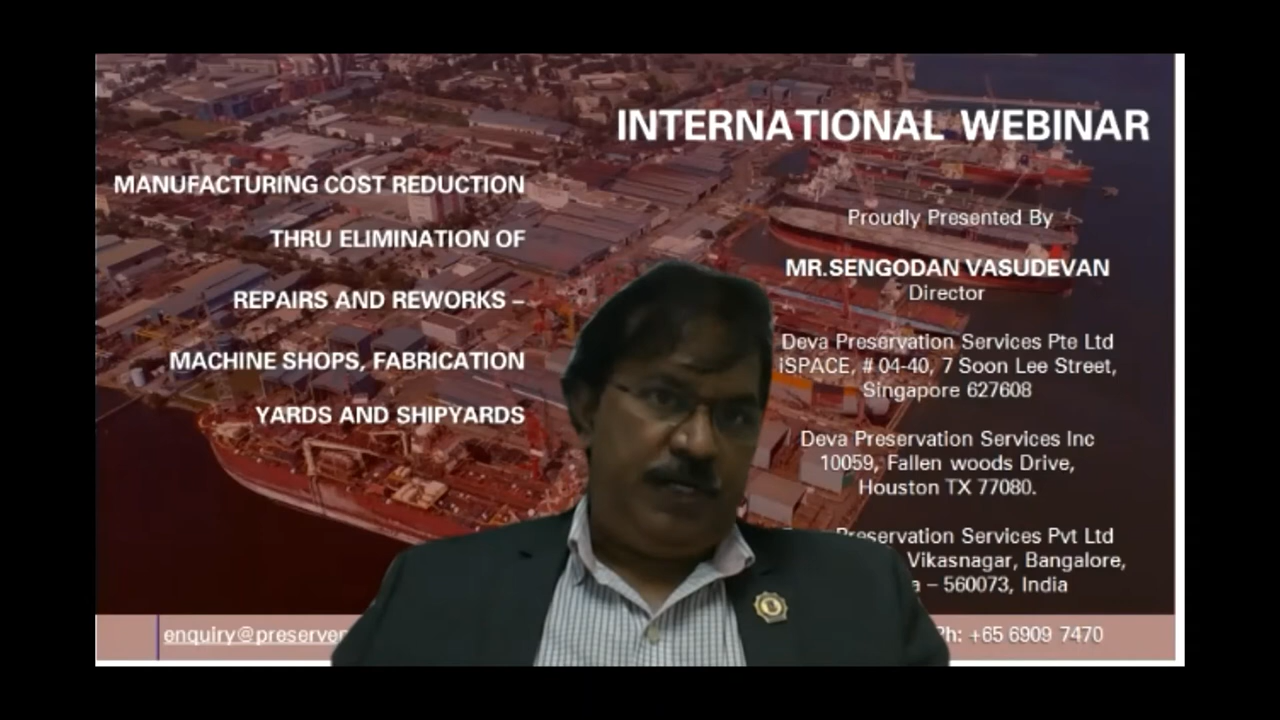 INTERNATIONAL WEBINAR
MANUFACTURING COST REDUCTION
THRU ELIMINATION OF
REPAIRS AND REWORKS –
MACHINE SHOPS, FABRICATION
YARDS AND SHIPYARDS
Proudly Presented By
MR.SENGODAN VASUDEVAN
Director
Deva Preservation Services Pte Ltd
iSPACE, # 04-40, 7 Soon Lee Street,
Singapore 627608
Deva Preservation Services Inc
10059, Fallen woods Drive,
Houston TX 77080.
Preservation Services Pvt Ltd
Vikasnagar, Bangalore,
– 560073, India
Ph: +65 6909 7470